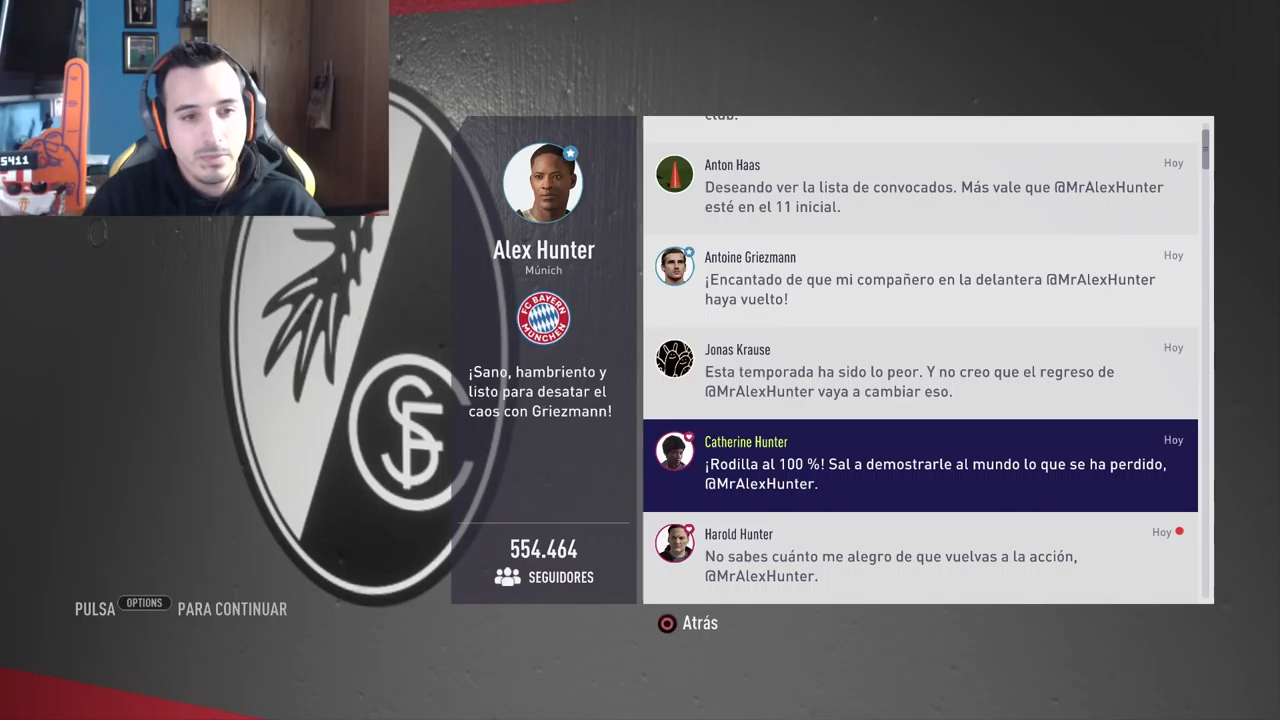 5411
club.
Anton Haas
Hoy
Deseando ver la lista de convocados. Más vale que @MrAlexHunter
esté en el 11 inicial.
Antoine Griezmann
Hoy
¡Encantado de que mi compañero en la delantera @MrAlexHunter
haya vuelto!
Jonas Krause
Hoy
Esta temporada ha sido lo peor. Y no creo que el regreso de
@MrAlexHunter vaya a cambiar eso.
Catherine Hunter
Hoy
¡Rodilla al 100 %! Sal a demostrarle al mundo lo que se ha perdido,
@MrAlexHunter.
Harold Hunter
Hoy
No sabes cuánto me alegro de que vuelvas a la acción,
@MrAlexHunter.
Alex Hunter
Múnich
FC BAYERN
MÜNCHEN
¡Sano, hambriento y
listo para desatar el
caos con Griezmann!
554.464
SEGUIDORES
SCF
PULSA OPTIONS PARA CONTINUAR
Atrás